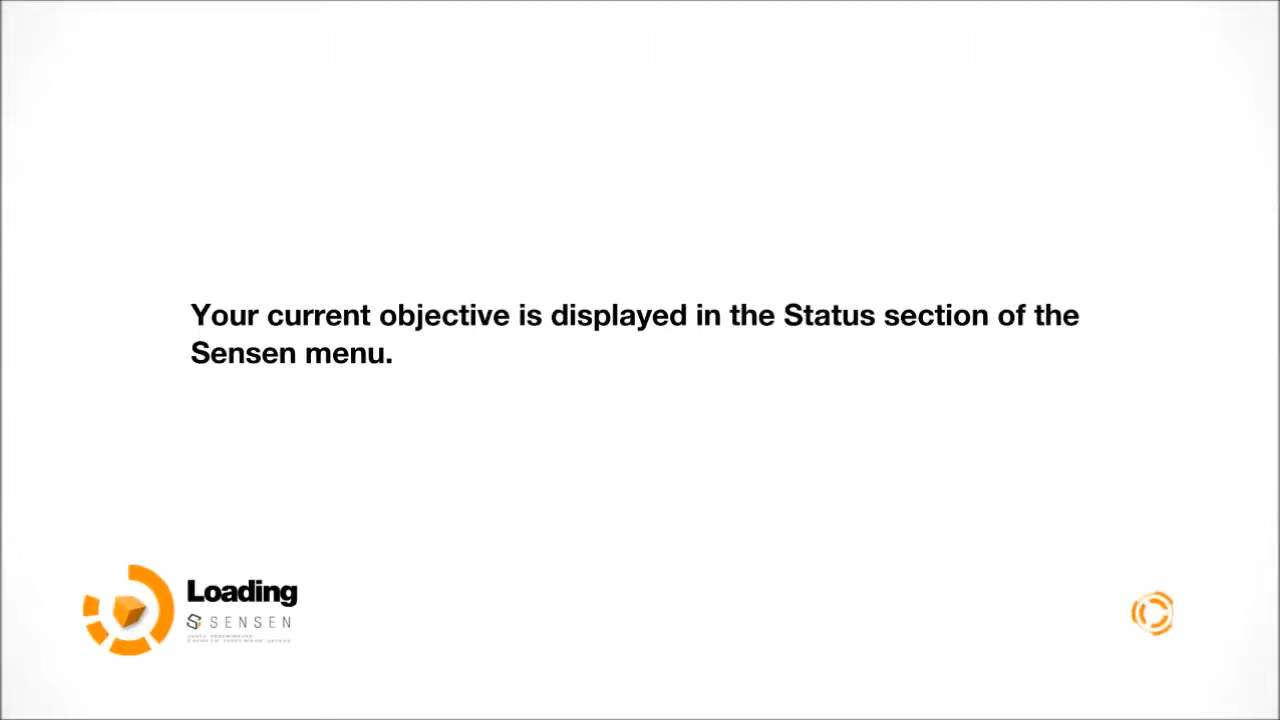 Your current objective is displayed in the Status section of the
Sensen menu.
Loading
SENSEN